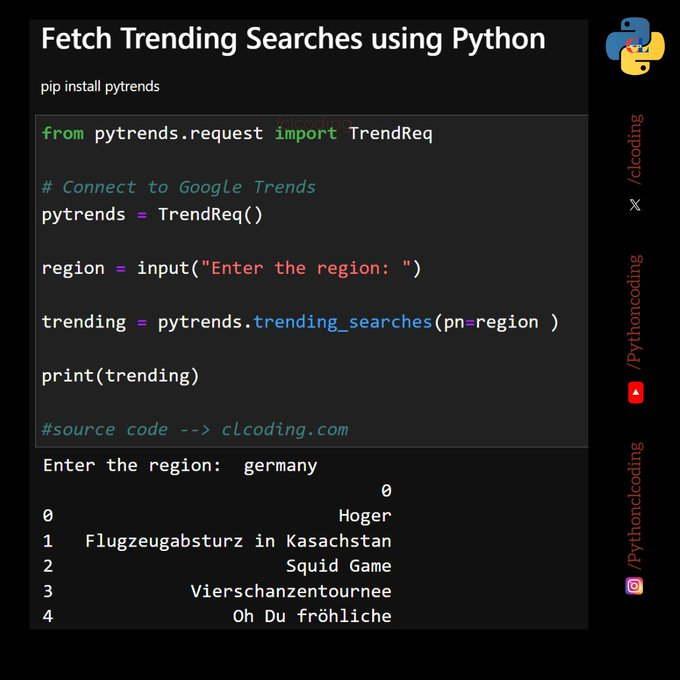 Fetch Trending Searches using Python
pip install pytrends
/clcoding
from pytrends.request import TrendReq
# Connect to Google Trends
pytrends = TrendReq()
region = input("Enter the region: ")
trending = pytrends.trending_searches(pn=region )
print(trending)
#source code --> clcoding.com
Enter the region:  germany
0
0 Hoger
1 Flugzeugabsturz in Kasachstan
2 Squid Game
3 Vierschanzentournee
4 Oh Du fröhliche
CL
/clcoding
/Pythoncoding
/Pythonclcoding